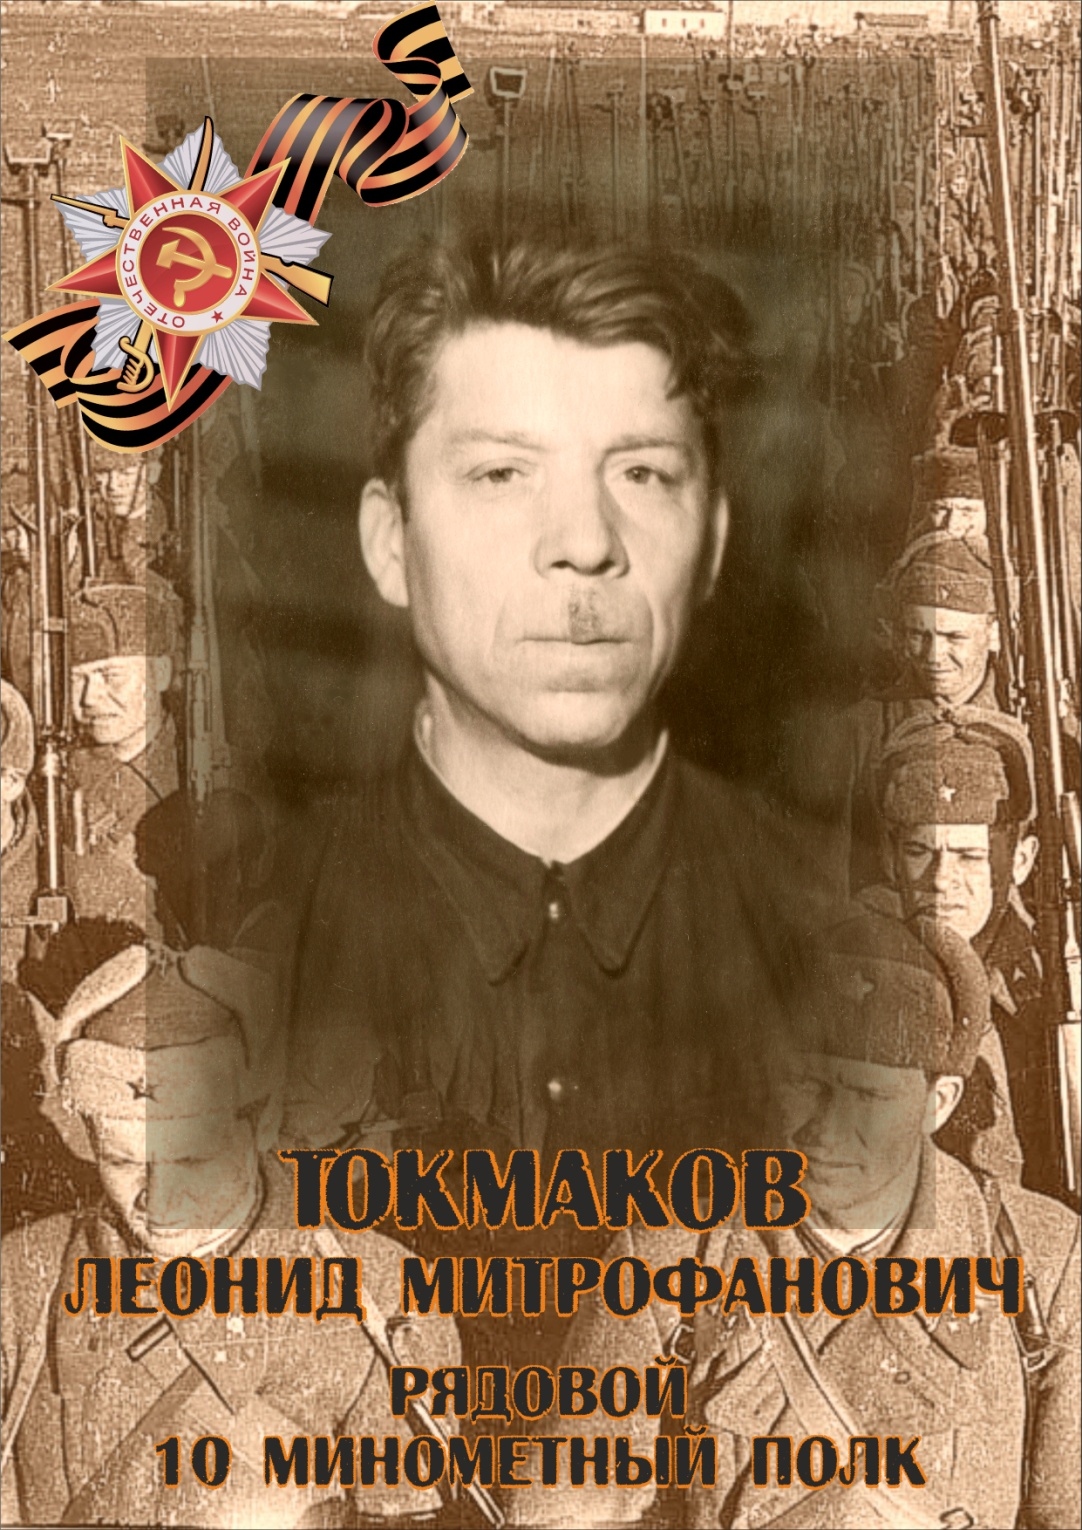 ОТЕЧЕСТВЕННАЯ ВОЙНА
ТОКМАКОВ
ЛЕОНИД МИТРОФАНОВИЧ
РЯДОВОЙ
10 МИНОМЕТНЫЙ ПОЛК